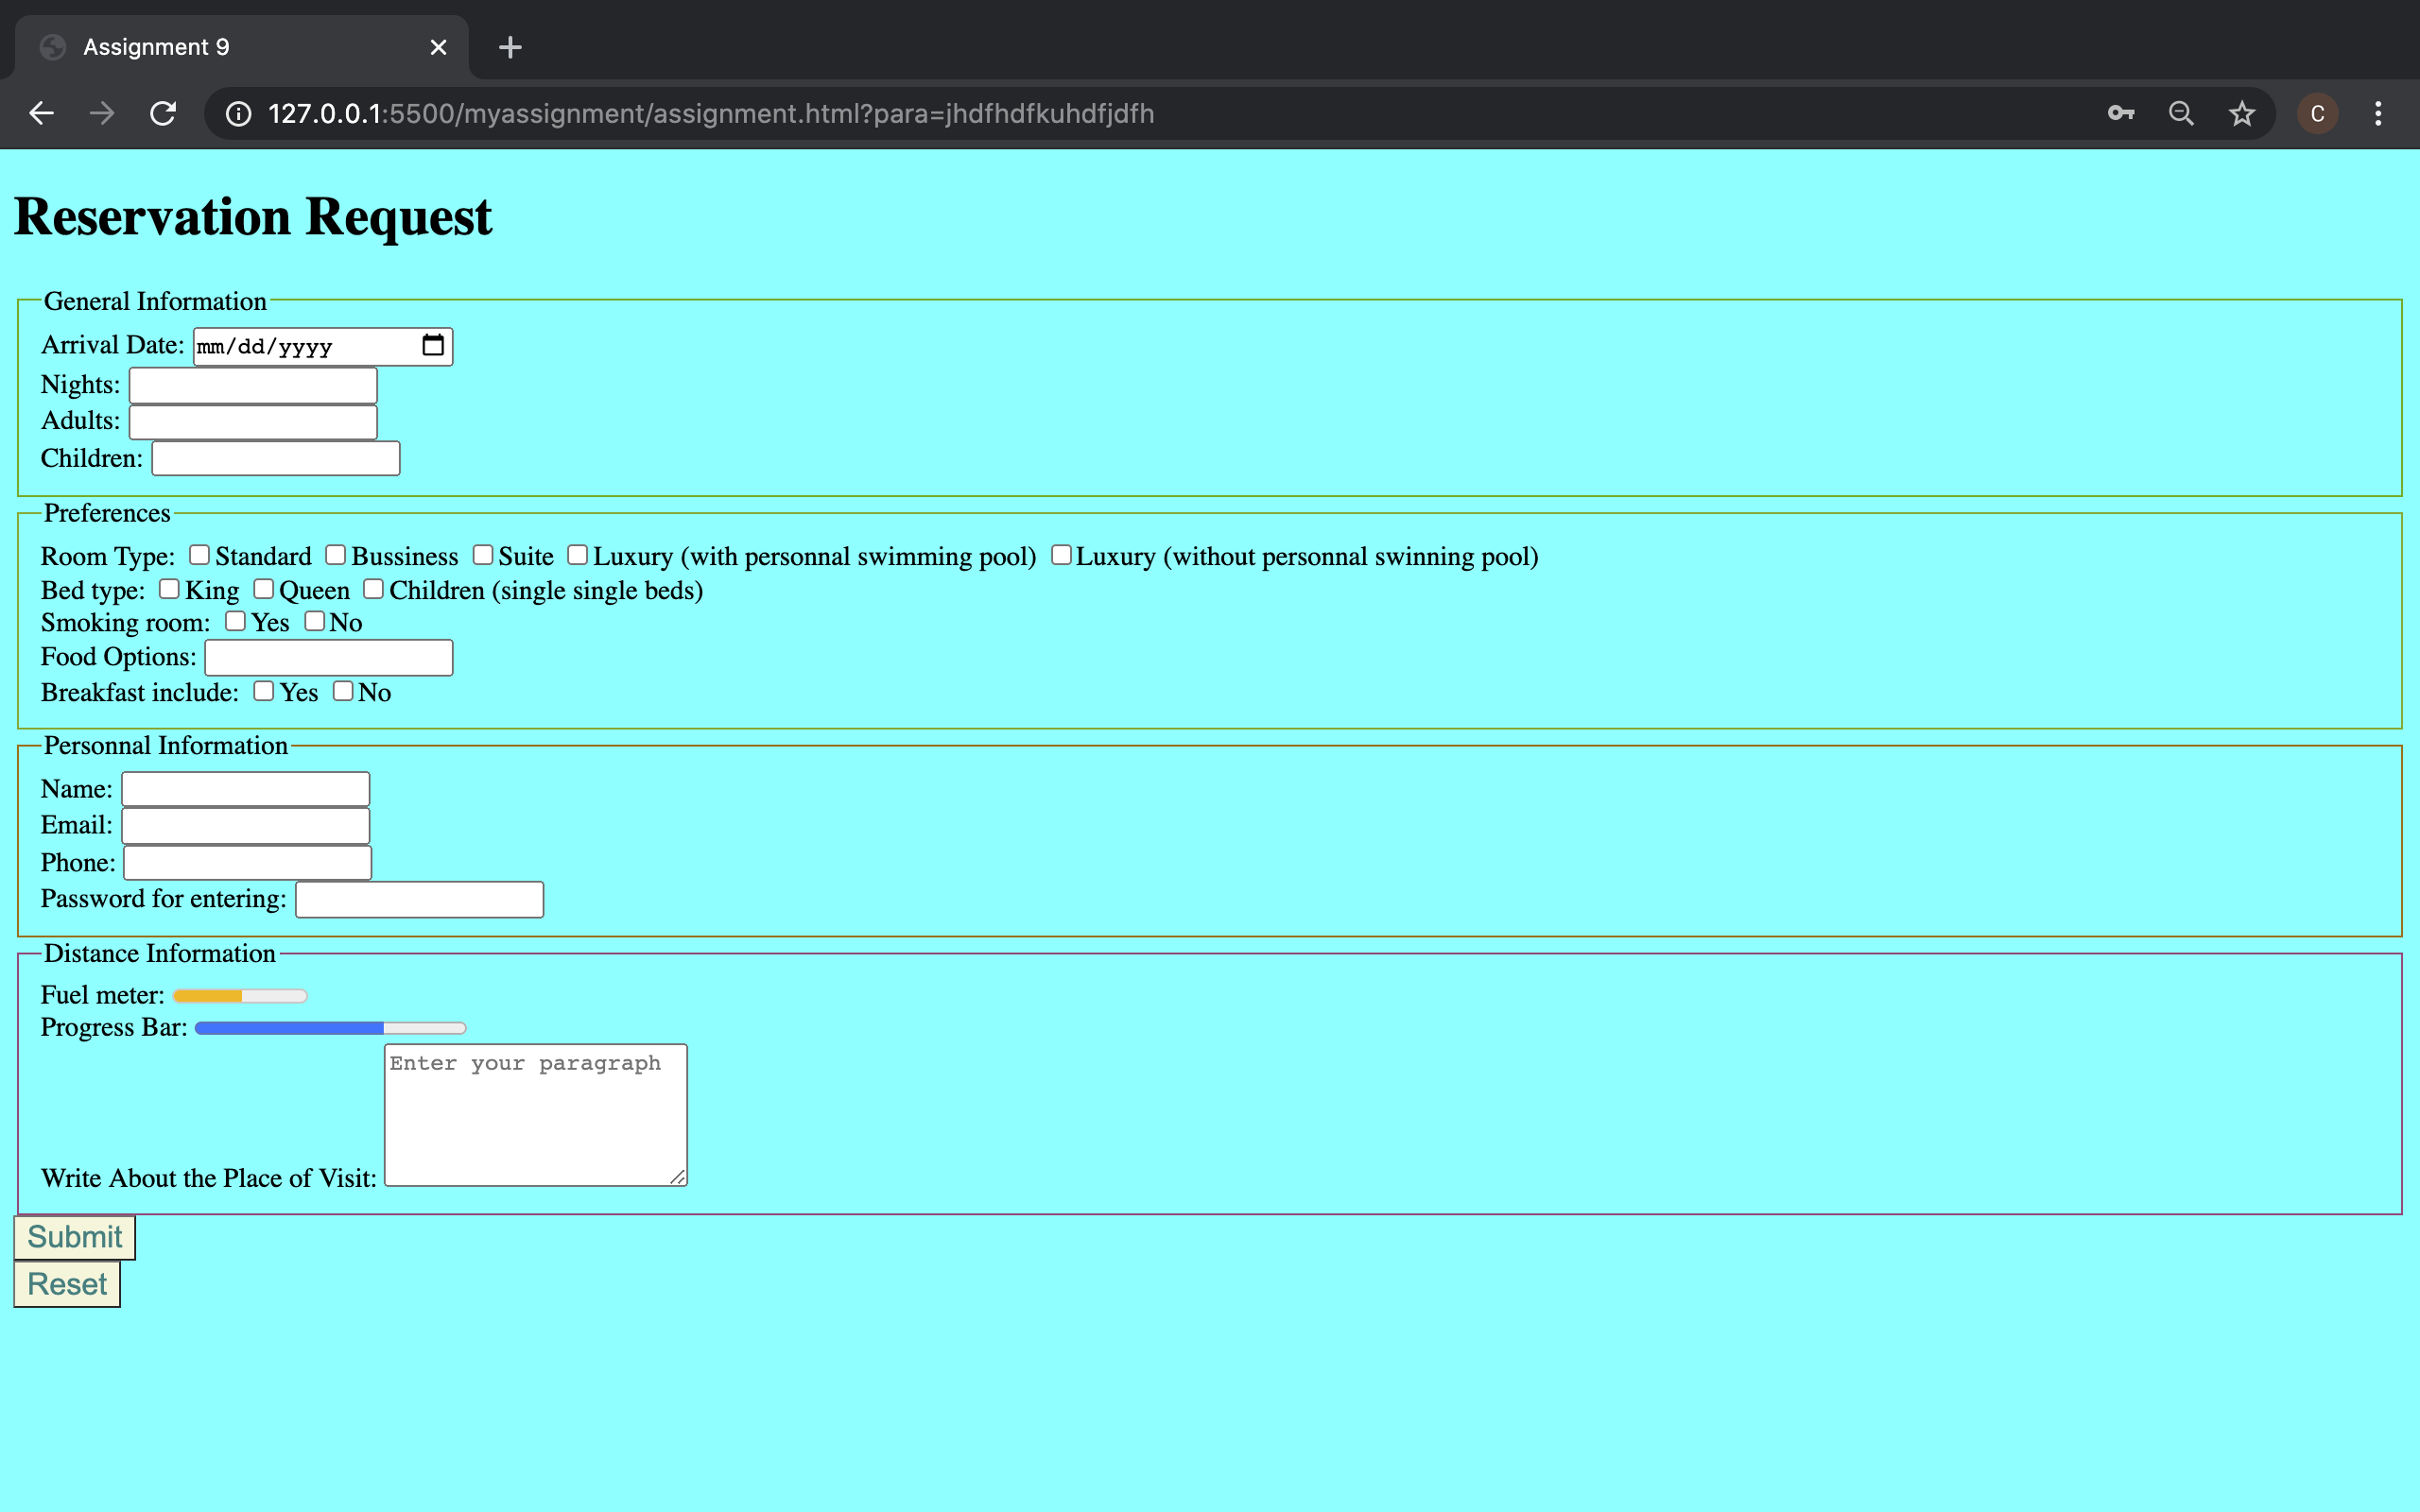 Assignment 9
127.0.0.1:5500/myassignment/assignment.html?para=jhdfhdfkuhdfjdfh
C
Reservation Request
General Information
Arrival Date: mm/dd/yyyy
Nights:
Adults:
Children:
Preferences
Room Type: Standard Bussiness Suite Luxury (with personnal swimming pool) Luxury (without personnal swinning pool)
Bed type: King Queen Children (single single beds)
Smoking room: Yes No
Food Options:
Breakfast include: Yes No
Personnal Information
Name:
Email:
Phone:
Password for entering:
Distance Information
Fuel meter:
Progress Bar:
Enter your paragraph
Write About the Place of Visit:
Submit
Reset